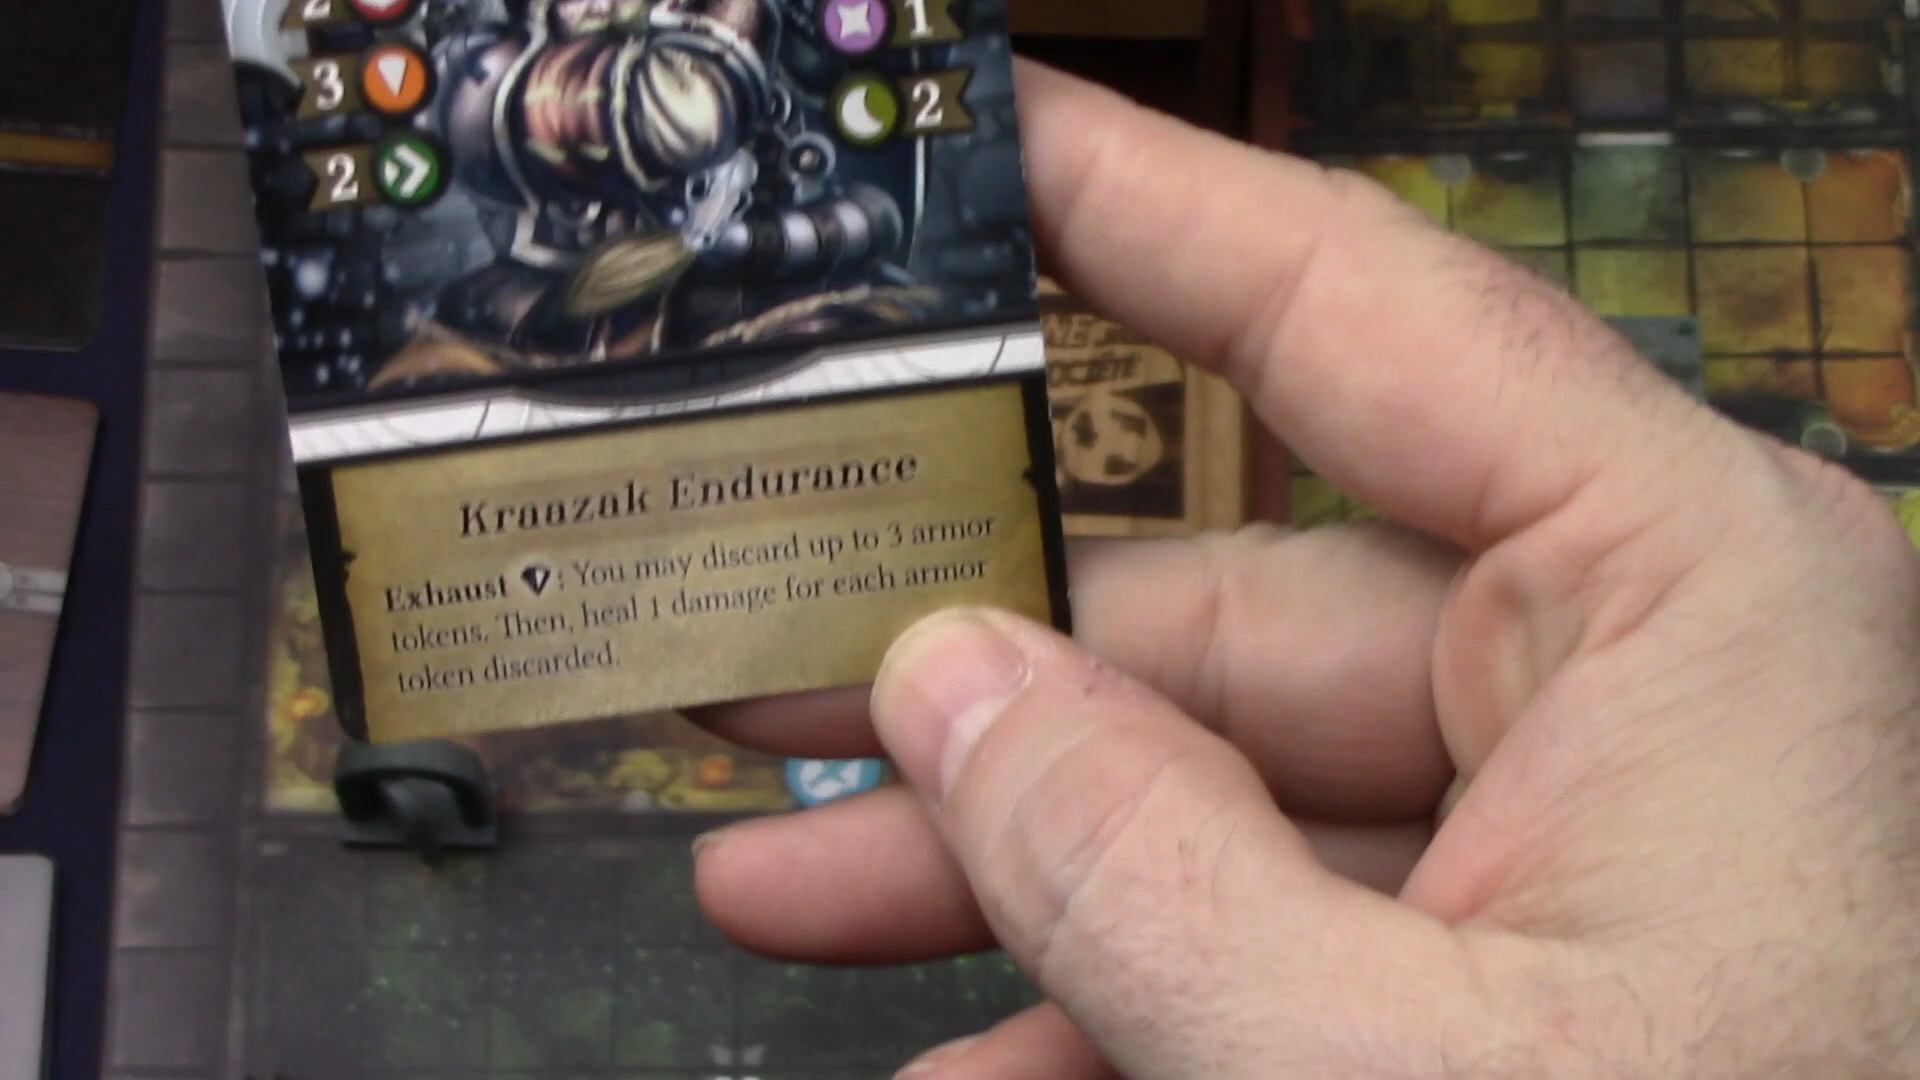 2
1
3
2
2
Kraazak Endurance
Exhaust : You may discard up to 3 armor
tokens. Then, heal 1 damage for each armor
token discarded.